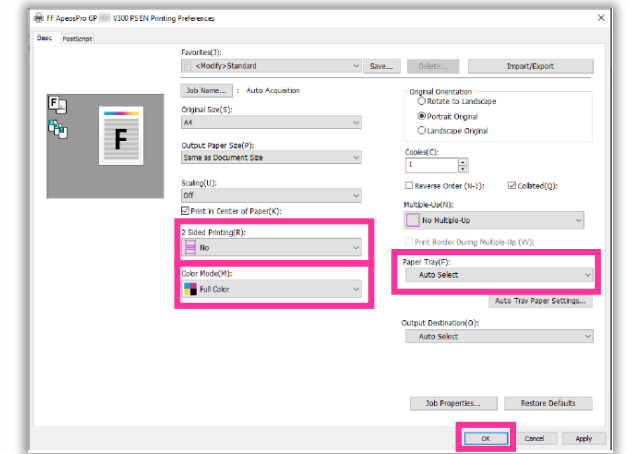 FF ApeosPro GP V300 PS EN Printing Preferences
Basic PostScript
Favorites(J):
<Modify>Standard Save... Delete... Import/Export
Job Name... : Auto Acquistion
Original Size(S):
A4
Output Paper Size(P):
Same as Document Size
Scaling(U):
Off
Print in Center of Paper(K):
2 Sided Printing(R):
No
Color Mode(M):
Full Color
Original Orientation
Rotate to Landscape
Portrait Original
Landscape Original
Copies(C):
1
Reverse Order (N-1): Collated(Q):
Multiple-Up(N):
No Multiple-Up
Print Border During Multiple-Up (W):
Paper Tray(F):
Auto Select
Auto Tray Paper Settings...
Output Destination(O):
Auto Select
Job Properties... Restore Defaults
OK Cancel Apply
F
F